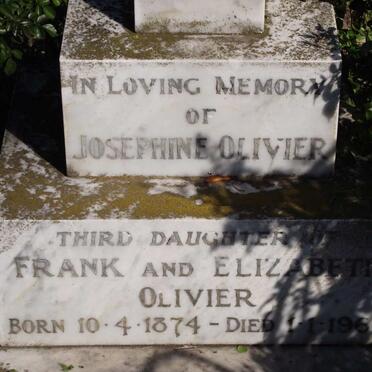 IN LOVING MEMORY
OF
JOSEPHINE OLIVIER
THIRD DAUGHTER OF
FRANK AND ELIZABETH
OLIVIER
BORN 10·4·1874 - DIED 1·1·196